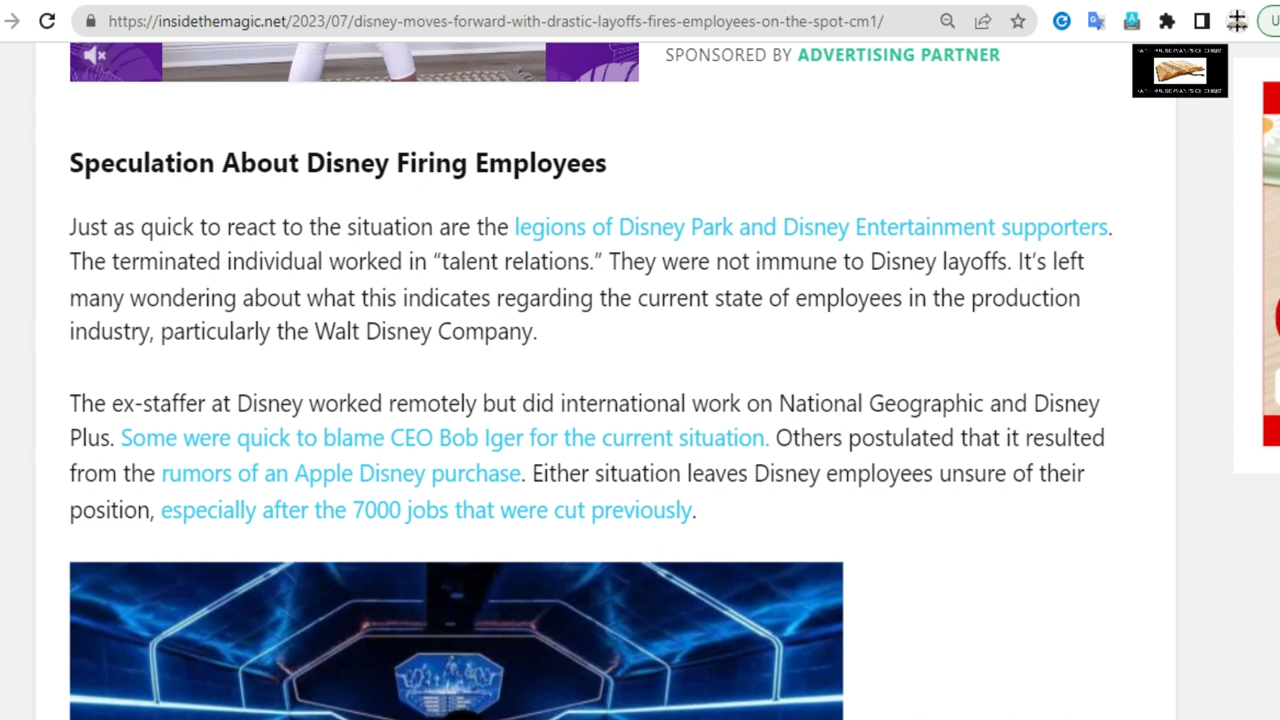 https://insidethemagic.net/2023/07/disney-moves-forward-with-drastic-layoffs-fires-employees-on-the-spot-cm1/
SPONSORED BY ADVERTISING PARTNER
Speculation About Disney Firing Employees
Just as quick to react to the situation are the legions of Disney Park and Disney Entertainment supporters.
The terminated individual worked in “talent relations.” They were not immune to Disney layoffs. It’s left
many wondering about what this indicates regarding the current state of employees in the production
industry, particularly the Walt Disney Company.
The ex-staffer at Disney worked remotely but did international work on National Geographic and Disney
Plus. Some were quick to blame CEO Bob Iger for the current situation. Others postulated that it resulted
from the rumors of an Apple Disney purchase. Either situation leaves Disney employees unsure of their
position, especially after the 7000 jobs that were cut previously.